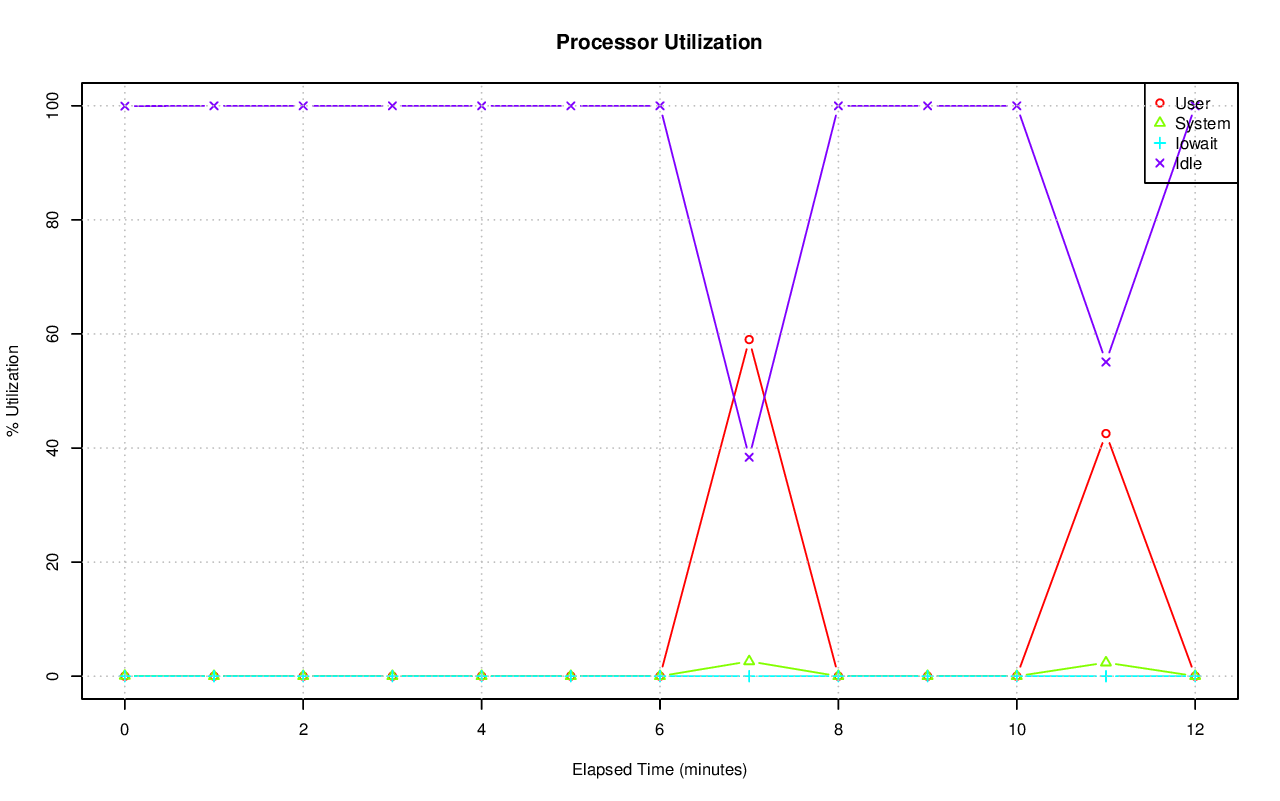 Processor Utilization
100
80
60
40
20
0
% Utilization
User
System
Iowait
Idle
0 2 4 6 8 10 12
Elapsed Time (minutes)